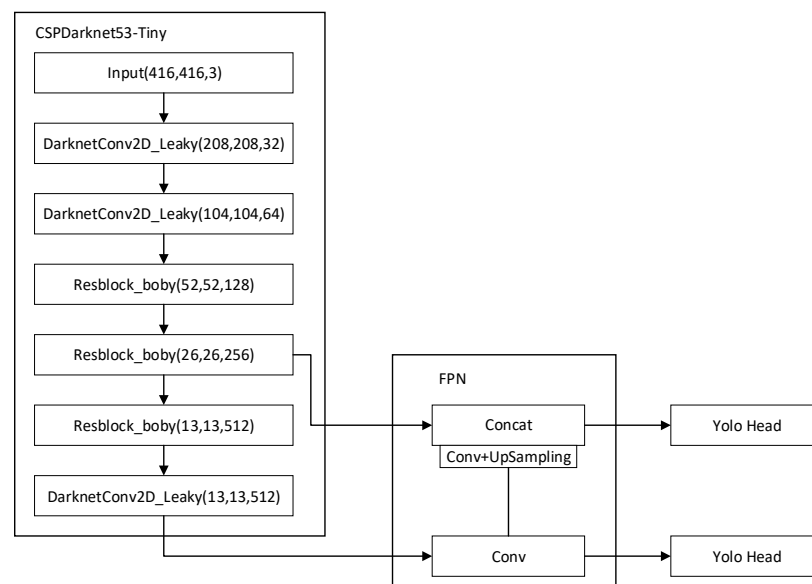 CSPDarknet53-Tiny
Input(416,416,3)
DarknetConv2D_Leaky(208,208,32)
DarknetConv2D_Leaky(104,104,64)
Resblock_boby(52,52,128)
Resblock_boby(26,26,256)
Resblock_boby(13,13,512)
DarknetConv2D_Leaky(13,13,512)
FPN
Concat
Conv+UpSampling
Conv
Yolo Head
Yolo Head